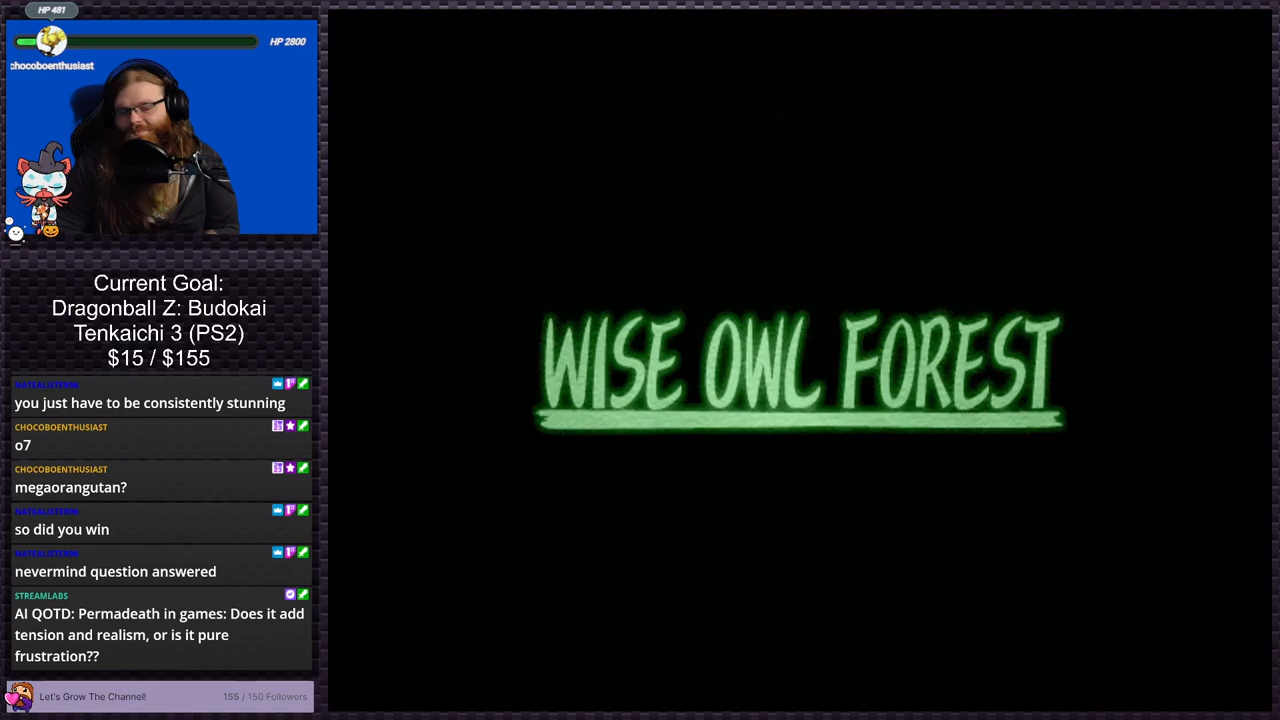 HP 481
HP 2800
chocoboenthusiast
Current Goal:
Dragonball Z: Budokai
Tenkaichi 3 (PS2)
$15 / $155
NATEALISTER96
you just have to be consistently stunning
CHOCOBOENTHUSIAST
o7
CHOCOBOENTHUSIAST
megaorangutan?
NATEALISTER96
so did you win
NATEALISTER96
nevermind question answered
STREAMLABS
AI QOTD: Permadeath in games: Does it add
tension and realism, or is it pure
frustration??
Let's Grow The Channel!
155 / 150 Followers
WISE OWL FOREST